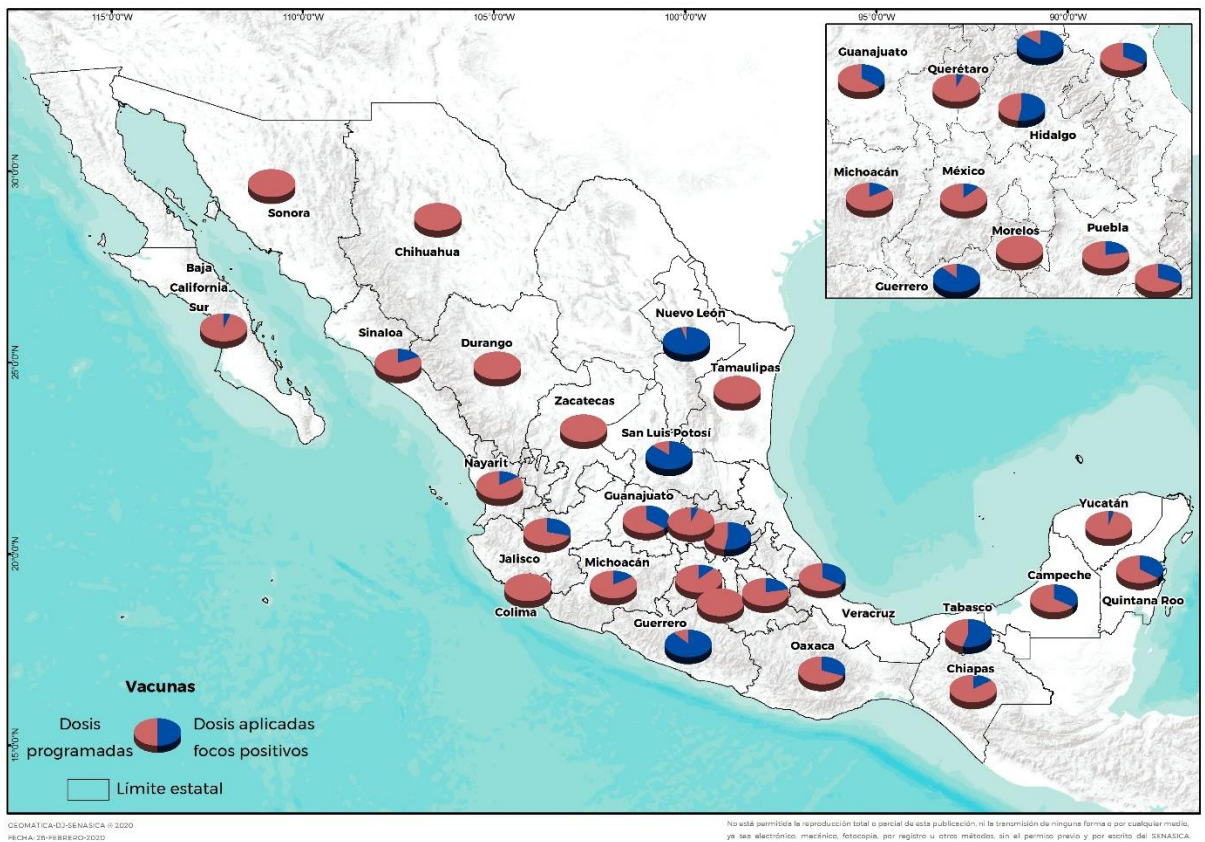 115°0'0"O 110°0'0"O 105°0'0"O 100°0'0"O 95°0'0"O 90°0'0"O
30°0'0"N
25°0'0"N
20°0'0"N
15°0'0"N
Guanajuato
Querétaro
Hidalgo
Michoacán
México
Morelos
Puebla
Guerrero
Sonora
Chihuahua
Baja
California
Sur
Sinaloa
Durango
Nuevo León
Tamaulipas
Zacatecas
San Luis Potosí
Nayarit
Guanajuato
Jalisco
Michoacán
Colima
Guerrero
Veracruz
Oaxaca
Yucatán
Campeche
Quintana Roo
Tabasco
Chiapas
Vacunas
Dosis
programadas
Dosis aplicadas
focos positivos
Límite estatal
GEOMATICA-DJ-SENASICA © 2020
FECHA: 28-FEBRERO-2020
No está permitida la reproducción total o parcial de esta publicación, ni la transmisión de ninguna forma o por cualquier medio,
ya sea electrónico, mecánico, fotocopia, por registro u otros métodos, sin el permiso previo y por escrito del SENASICA.